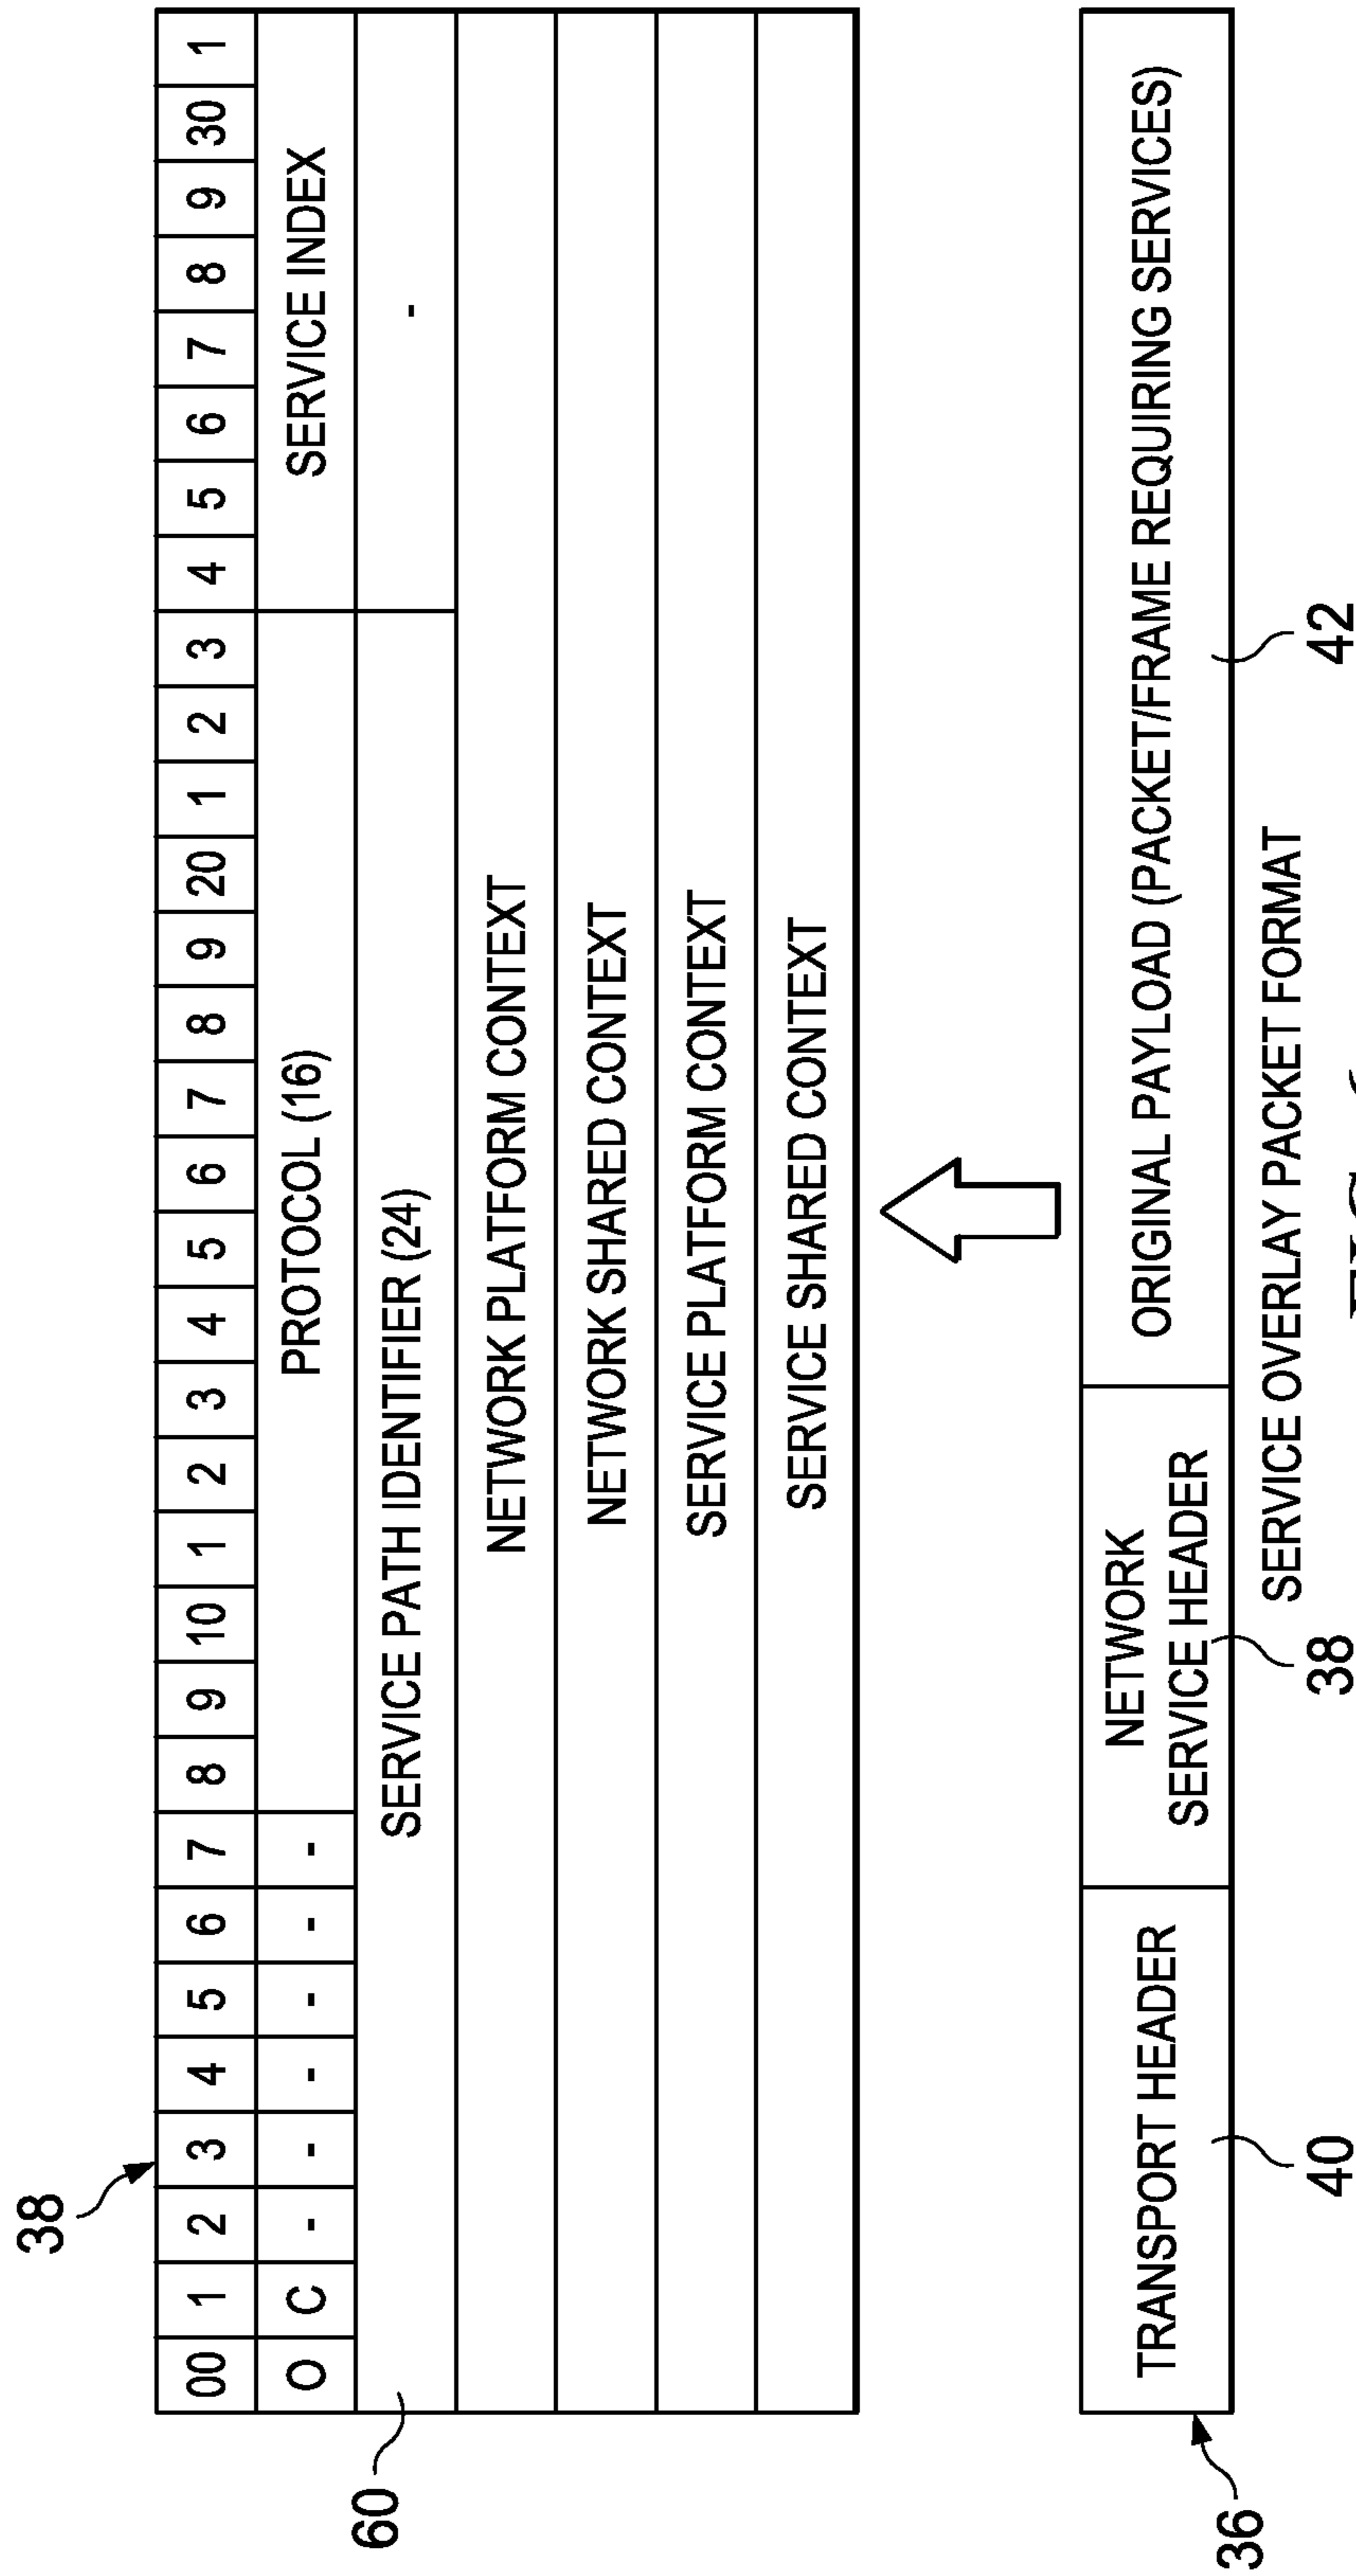 38
00 1 2 3 4 5 6 7 8 9 10 1 2 3 4 5 6 7 8 9 20 1 2 3 4 5 6 7 8 9 30 1
O C - - - - - - PROTOCOL (16) SERVICE INDEX
60
SERVICE PATH IDENTIFIER (24) -
NETWORK PLATFORM CONTEXT
NETWORK SHARED CONTEXT
SERVICE PLATFORM CONTEXT
SERVICE SHARED CONTEXT
36
TRANSPORT HEADER
NETWORK
SERVICE HEADER
ORIGINAL PAYLOAD (PACKET/FRAME REQUIRING SERVICES)
40
38
42
SERVICE OVERLAY PACKET FORMAT